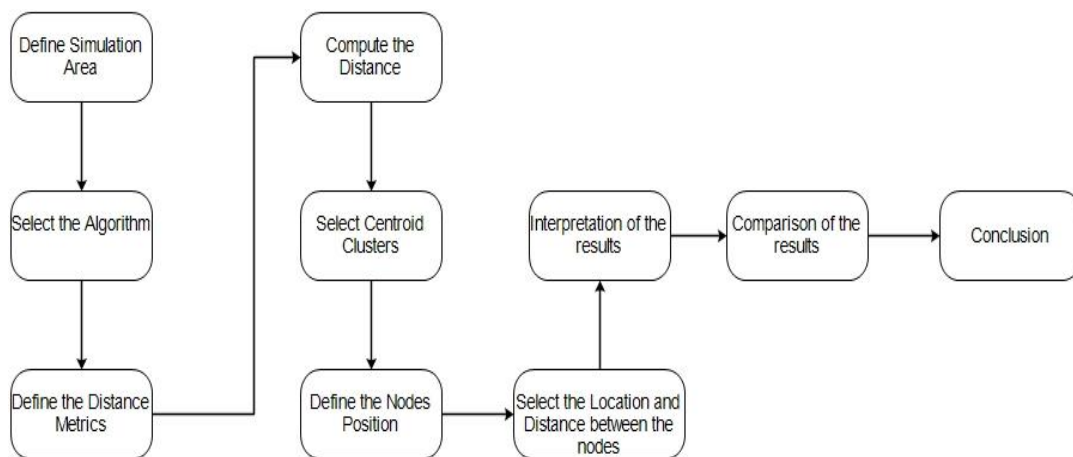 Define Simulation
Area
Select the Algorithm
Define the Distance
Metrics
Compute the
Distance
Select Centroid
Clusters
Define the Nodes
Position
Select the Location and
Distance between the
nodes
Interpretation of the
results
Comparison of the
results
Conclusion